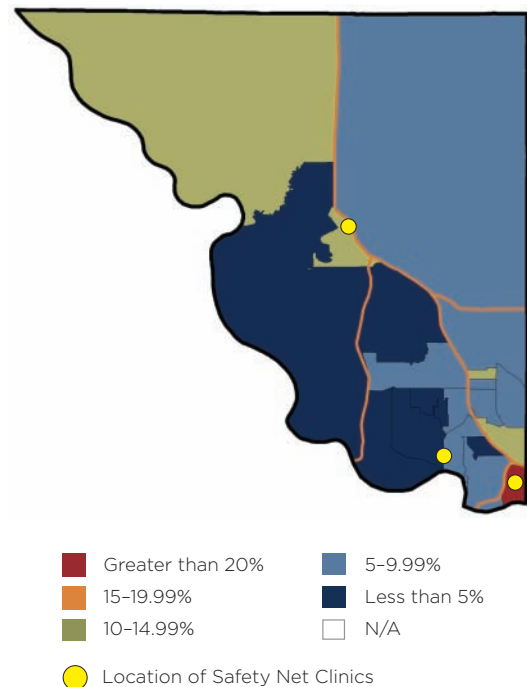 Greater than 20%
15–19.99%
10–14.99%
5–9.99%
Less than 5%
N/A
Location of Safety Net Clinics